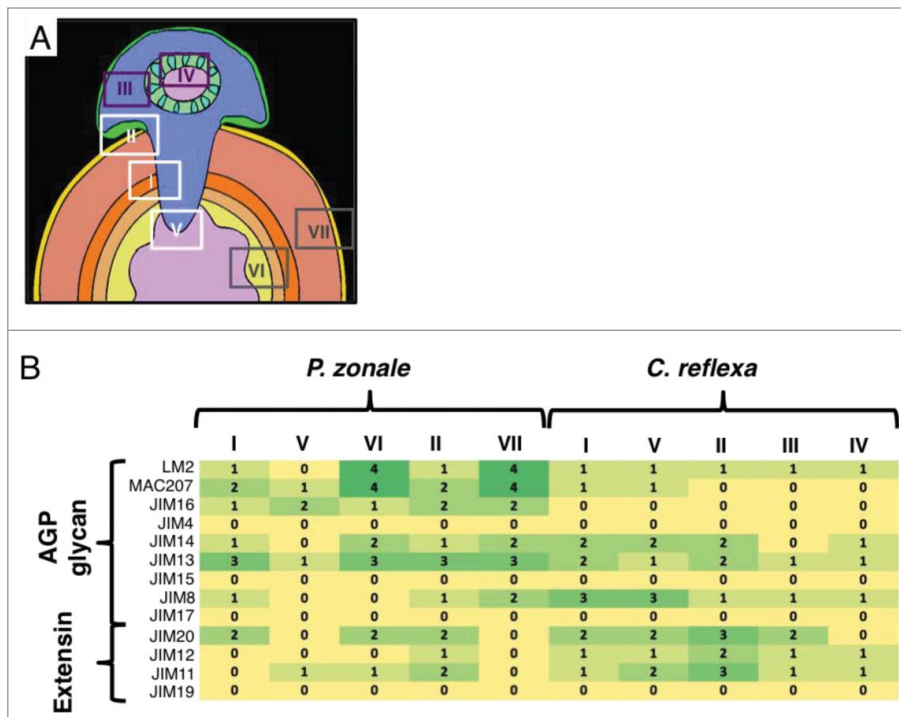 A
IV
III
II
I
V
VII
VI
B
P. zonale C. reflexa
I V VI II VII I V II III IV
AGP glycan
LM2 1 0 4 1 4 1 1 1 1 1
MAC207 2 1 4 2 4 1 1 0 0 0
JIM16 1 2 1 2 2 0 0 0 0 0
JIM4 0 0 0 0 0 0 0 0 0 0
JIM14 1 0 2 1 2 2 2 2 0 1
JIM13 3 1 3 3 3 2 1 2 1 1
JIM15 0 0 0 0 0 0 0 0 0 0
JIM8 1 0 0 1 2 3 3 1 1 1
JIM17 0 0 0 0 0 0 0 0 0 0
Extensin
JIM20 2 0 2 2 0 2 2 3 2 0
JIM12 0 0 0 1 0 1 1 2 1 1
JIM11 0 1 1 2 0 1 2 3 1 1
JIM19 0 0 0 0 0 0 0 0 0 0